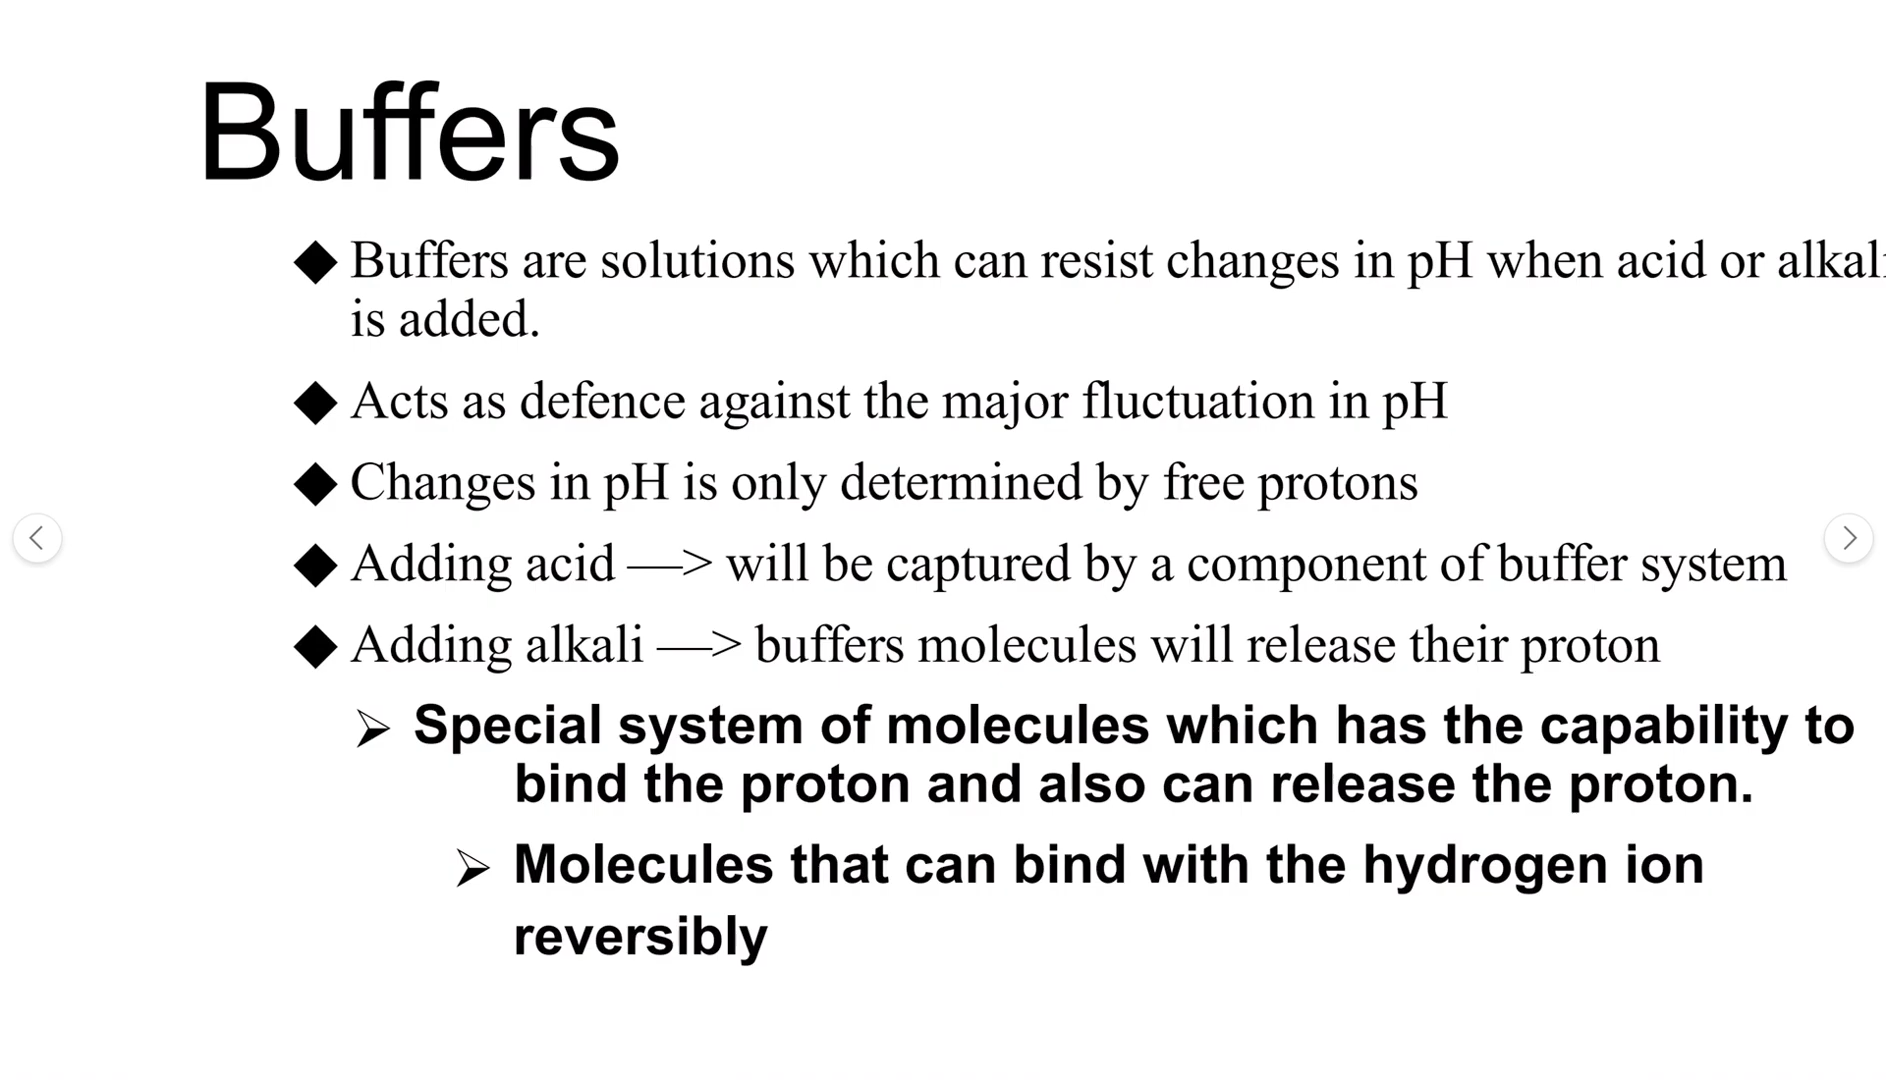 Buffers
Buffers are solutions which can resist changes in pH when acid or alkali
is added.
Acts as defence against the major fluctuation in pH
Changes in pH is only determined by free protons
Adding acid —> will be captured by a component of buffer system
Adding alkali —> buffers molecules will release their proton
Special system of molecules which has the capability to
bind the proton and also can release the proton.
Molecules that can bind with the hydrogen ion
reversibly